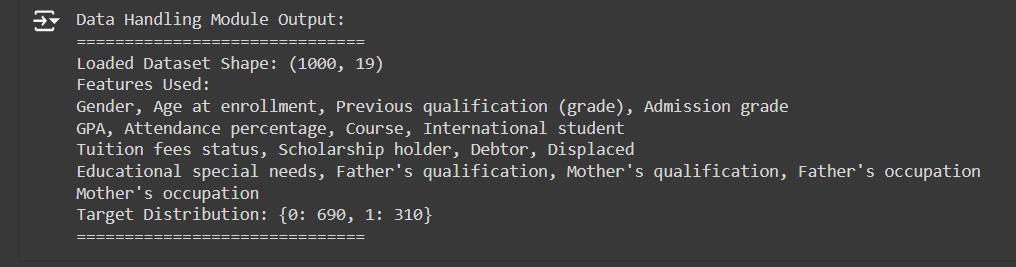 Data Handling Module Output:
==============================
Loaded Dataset Shape: (1000, 19)
Features Used:
Gender, Age at enrollment, Previous qualification (grade), Admission grade
GPA, Attendance percentage, Course, International student
Tuition fees status, Scholarship holder, Debtor, Displaced
Educational special needs, Father's qualification, Mother's qualification, Father's occupation
Mother's occupation
Target Distribution: {0: 690, 1: 310}
==============================